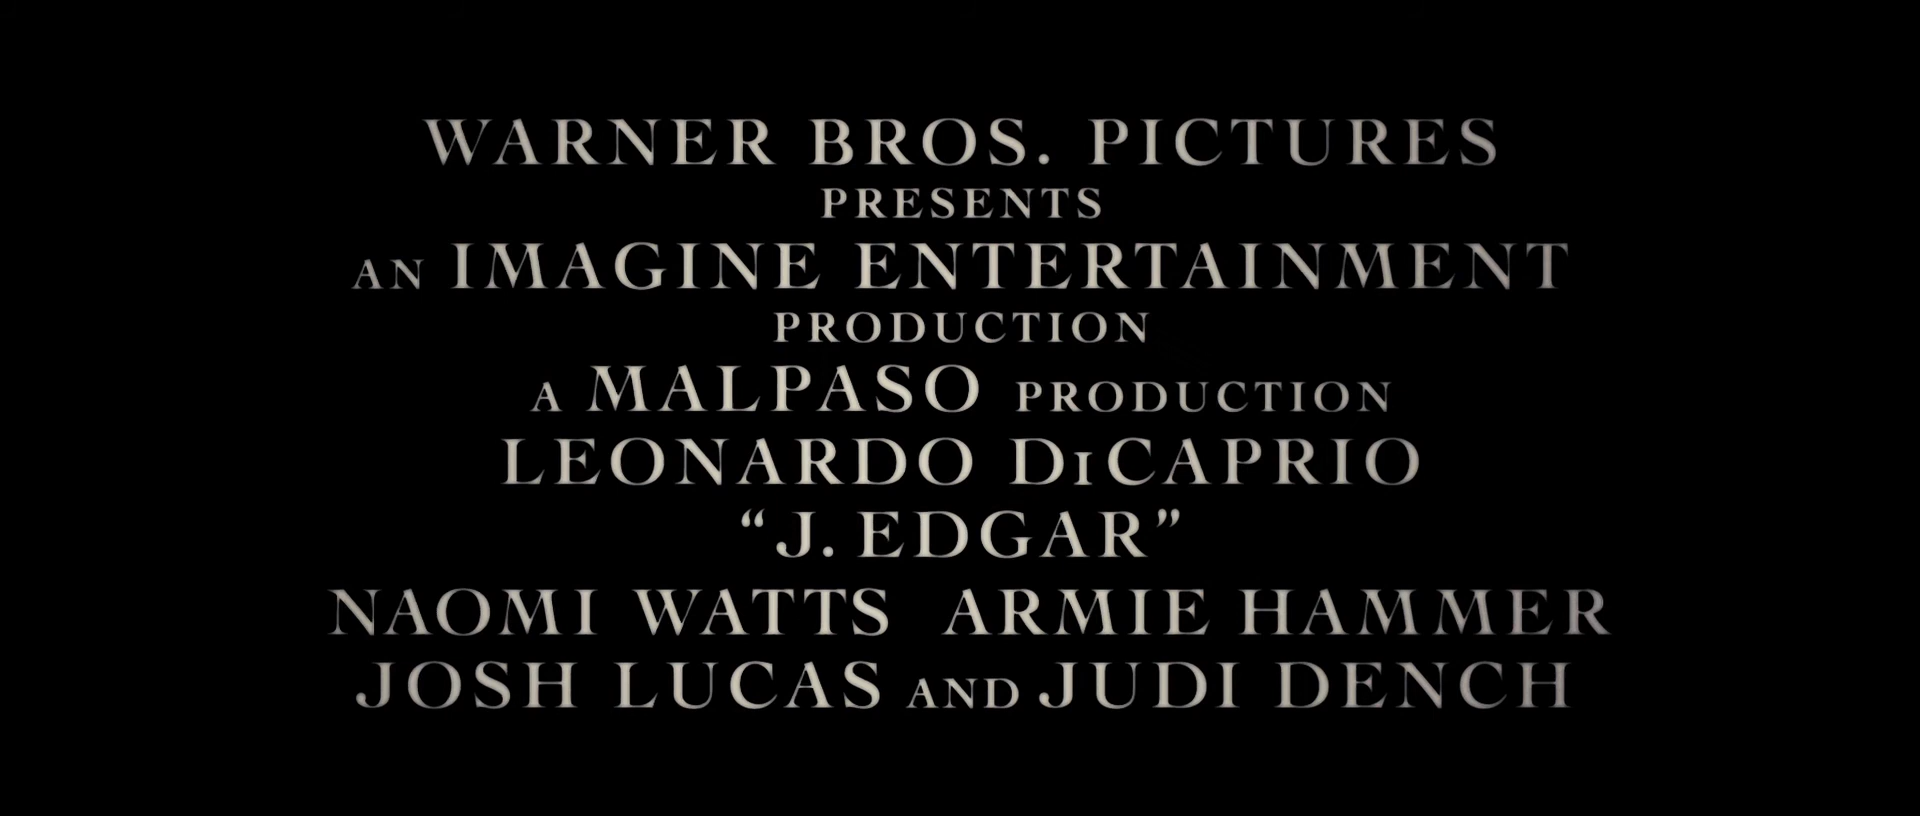 WARNER BROS. PICTURES
PRESENTS
AN IMAGINE ENTERTAINMENT
PRODUCTION
A MALPASO PRODUCTION
LEONARDO DiCAPRIO
“J. EDGAR”
NAOMI WATTS ARMIE HAMMER
JOSH LUCAS AND JUDI DENCH